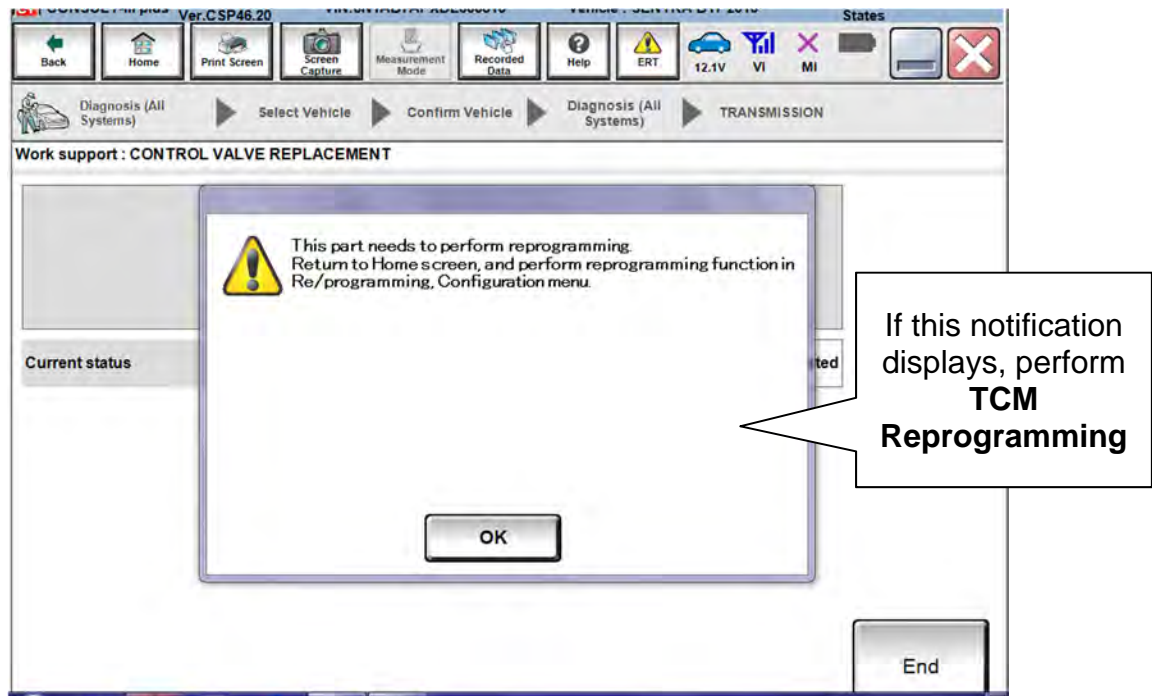 Ver.CSP46.20
States
Back
Home
Print Screen
Screen
Capture
Measurement
Mode
Recorded
Data
Help
ERT
12.1V
VI
MI
Diagnosis (All
Systems)
Select Vehicle
Confirm Vehicle
Diagnosis (All
Systems)
TRANSMISSION
Work support : CONTROL VALVE REPLACEMENT
This part needs to perform reprogramming.
Return to Home screen, and perform reprogramming function in
Re/programming, Configuration menu.
Current status
ted
OK
End
If this notification
displays, perform
TCM
Reprogramming